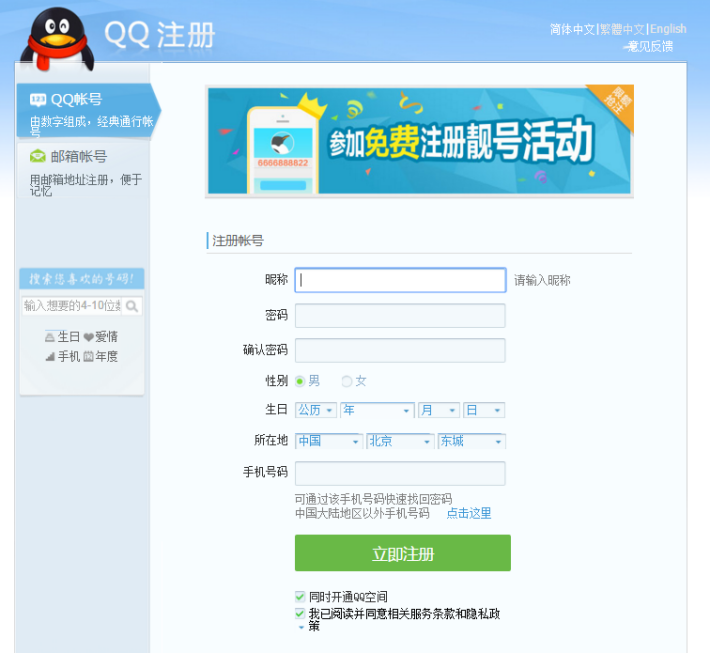 QQ 注册
简体中文|繁體中文|English
意见反馈
QQ帐号
由数字组成，经典通行帐
号
邮箱帐号
用邮箱地址注册，便于
记忆
搜索您喜欢的号码!
输入想要的4-10位数
生日 爱情
手机 年度
限额
抢注
参加免费注册靓号活动
6666888822
注册帐号
昵称 请输入昵称
密码
确认密码
性别 男 女
生日 公历 年 月 日
所在地 中国 北京 东城
手机号码
可通过该手机号码快速找回密码
中国大陆地区以外手机号码 点击这里
立即注册
同时开通QQ空间
我已阅读并同意相关服务条款和隐私政
策